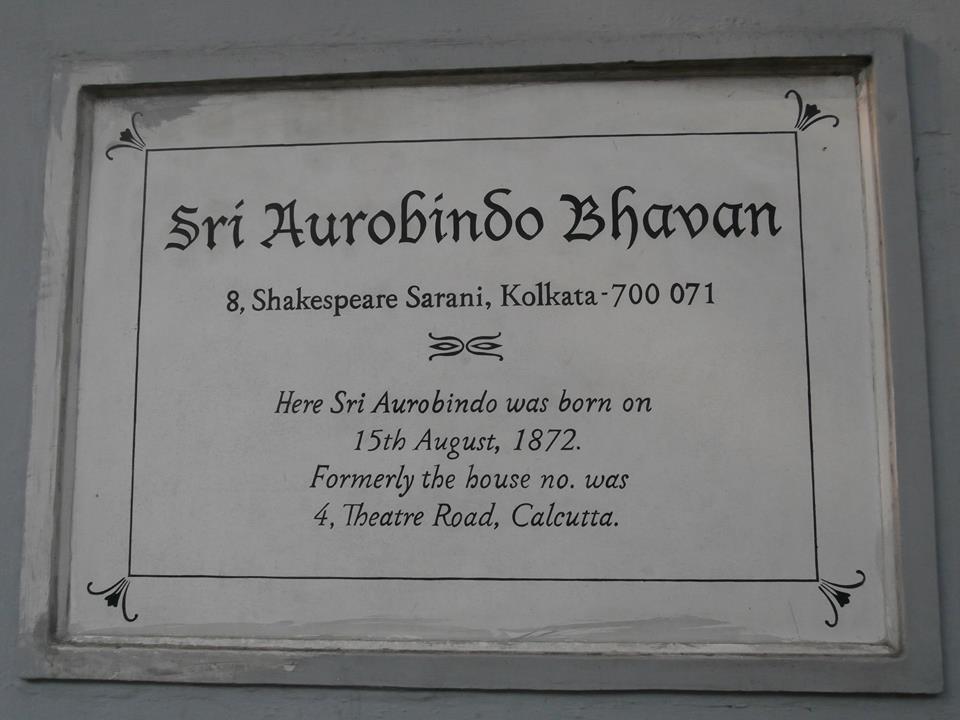 Sri Aurobindo Bhavan
8, Shakespeare Sarani, Kolkata-700 071
Here Sri Aurobindo was born on
15th August, 1872.
Formerly the house no. was
4, Theatre Road, Calcutta.